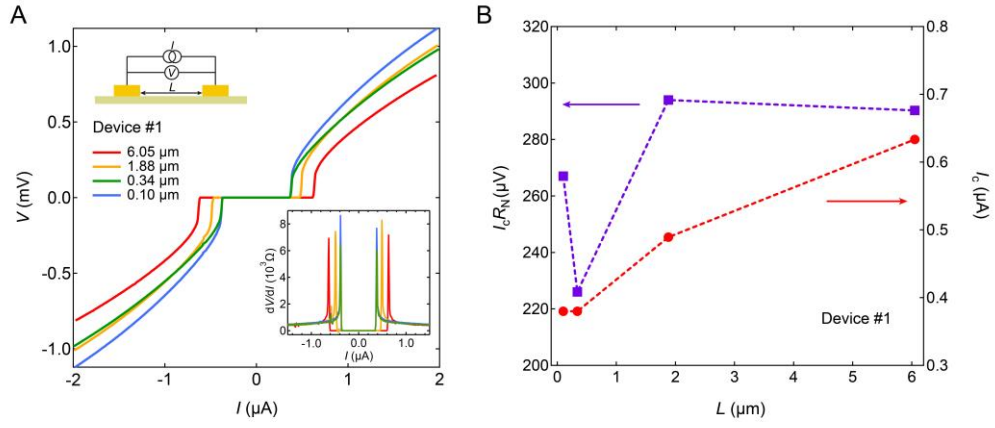 A
1.0
0.5
0.0
-0.5
-1.0
V (mV)
-2
-1
0
1
2
I (µA)
I
V
L
Device #1
6.05 µm
1.88 µm
0.34 µm
0.10 µm
8
6
4
2
0
dV/dI (10³Ω)
-1.0
0.0
1.0
I (µA)
B
320
300
280
260
240
220
200
IcRN(µV)
0.8
0.7
0.6
0.5
0.4
0.3
Ic (µA)
0
1
2
3
4
5
6
L (µm)
Device #1